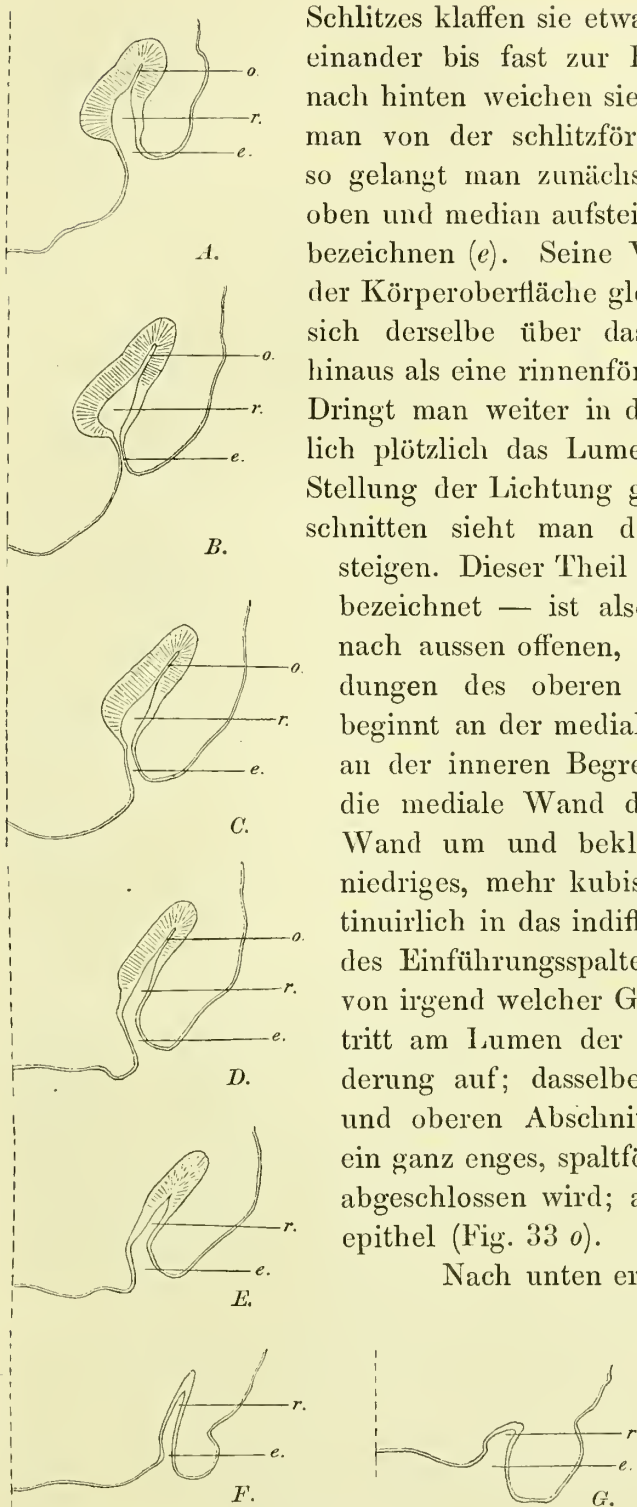 Schlitzes klaffen sie etwa
einander bis fast zur
nach hinten weichen sie
man von der schlitzför
so gelangt man zunächs
oben und median aufstei
bezeichnen (e). Seine
der Körperoberfläche gle
sich derselbe über das
hinaus als eine rinnenför
Dringt man weiter in d
lich plötzlich das Lume
Stellung der Lichtung g
schnitten sieht man d
steigen. Dieser Theil
bezeichnet — ist als
nach aussen offenen,
dungen des oberen
beginnt an der medial
an der inneren Begre
die mediale Wand d
Wand um und bekl
niedriges, mehr kubis
tinuirlich in das indiff
des Einführungsspalte
von irgend welcher G
tritt am Lumen der
derung auf; dasselbe
und oberen Abschni
ein ganz enges, spaltfö
abgeschlossen wird; a
epithel (Fig. 33 o).
Nach unten er
o.
r.
e.
A.
o.
r.
e.
B.
o.
r.
e.
C.
o.
r.
e.
D.
r.
e.
E.
r.
e.
F.
r
e.
G.